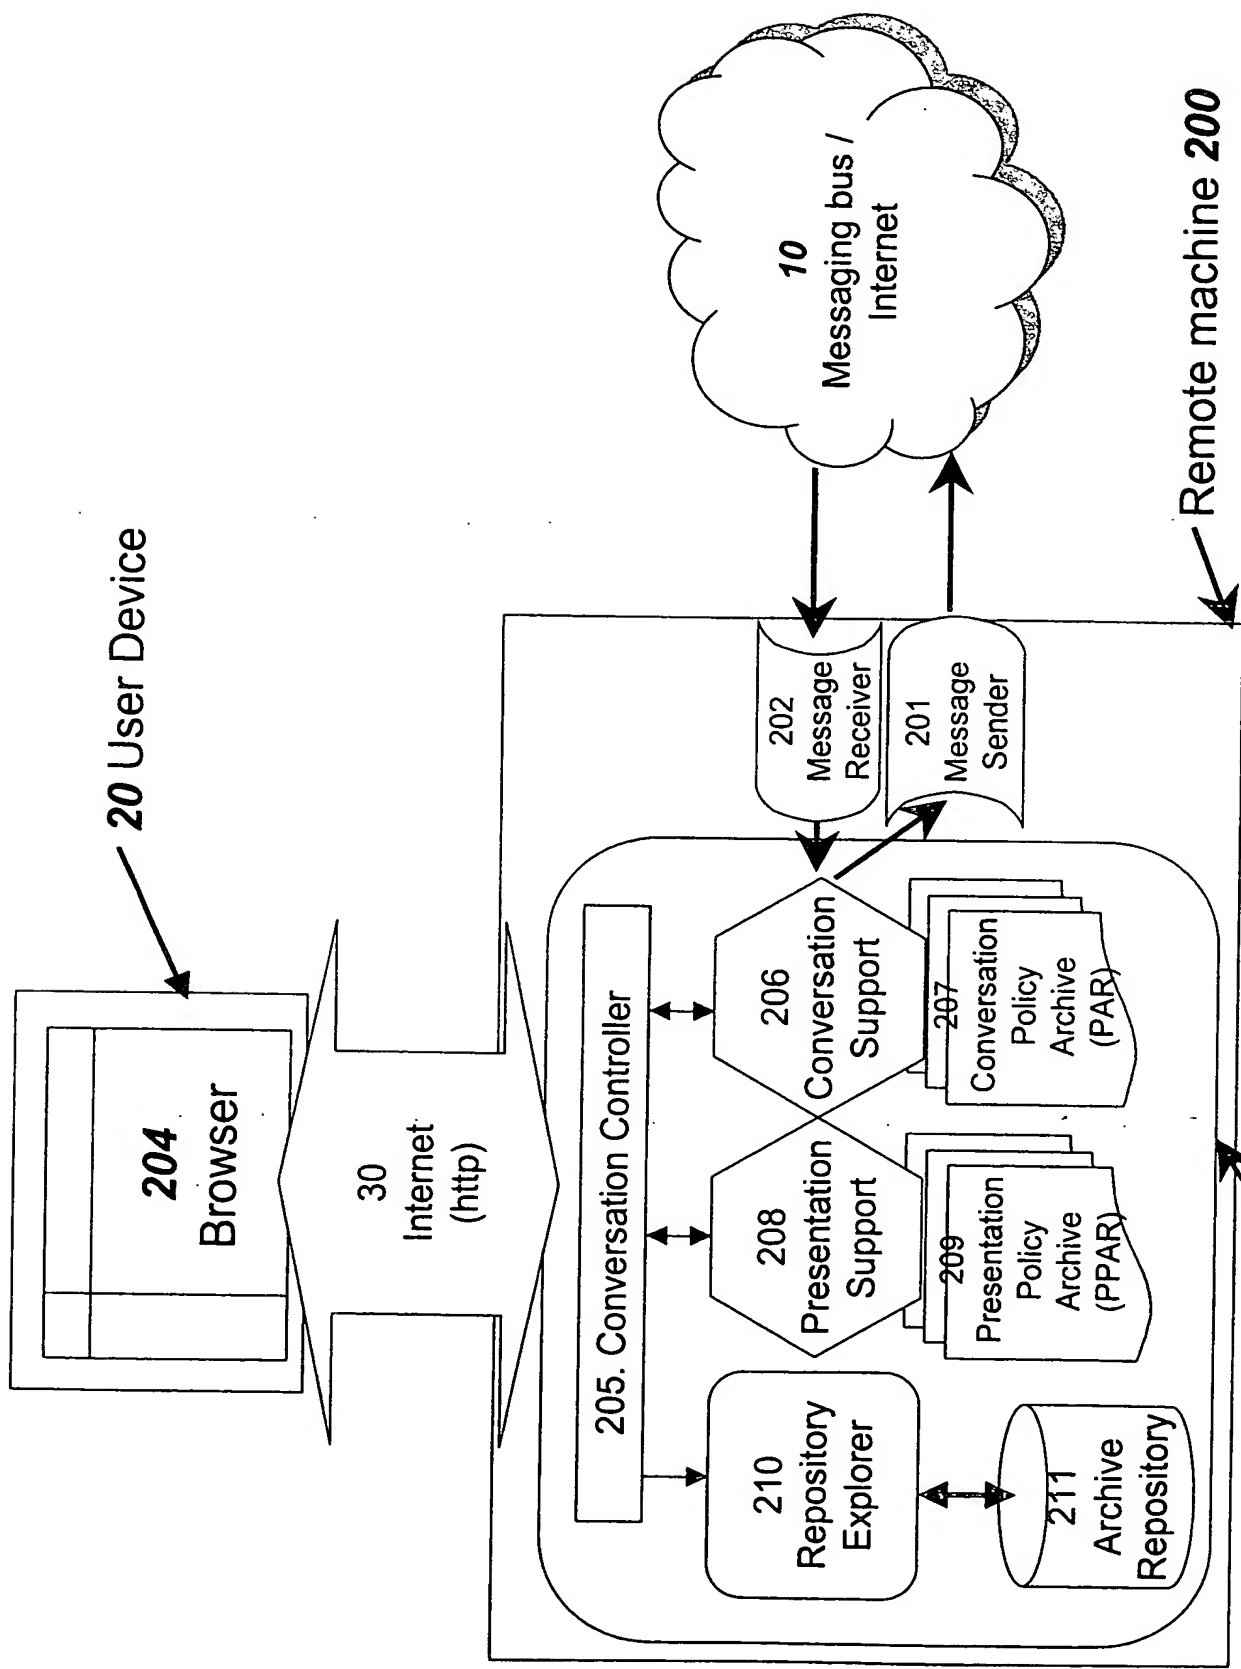 20 User Device
204
Browser
30
Internet
(http)
205. Conversation Controller
210
Repository
Explorer
208
Presentation
Support
206
Conversation
Support
202
Message
Receiver
201
Message
Sender
10
Messaging bus /
Internet
211
Archive
Repository
209
Presentation
Policy
Archive
(PPAR)
207
Conversation
Policy
Archive
(PAR)
Remote machine 200